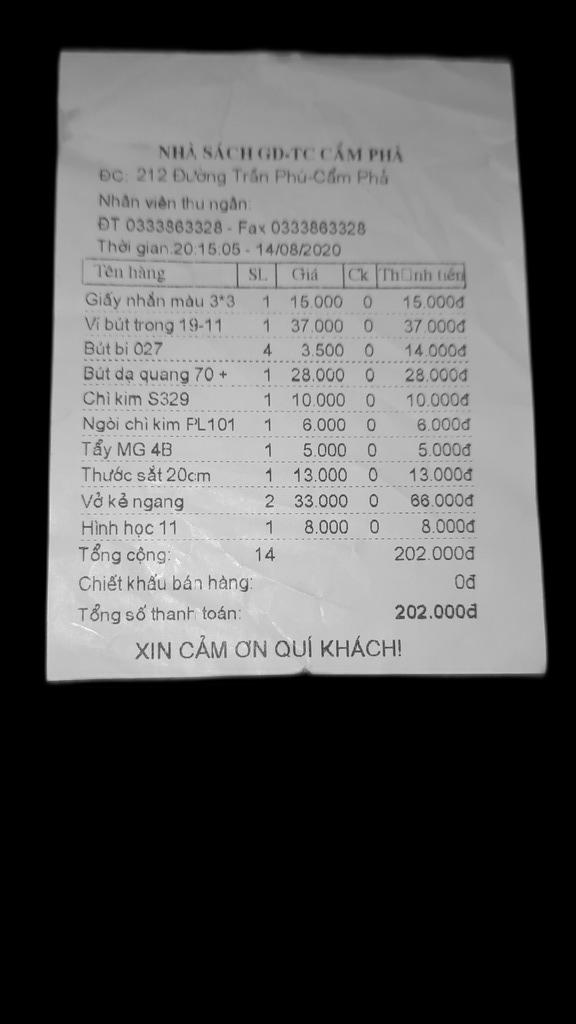 NHÀ SÁCH GD-TC CẨM PHẢ
ĐC: 212 Đường Trần Phú-Cẩm Phả
Nhân viên thu ngân:
ĐT 0333863328 - Fax 0333863328
Thời gian:20:15:05 - 14/08/2020
Tên hàng SL Giá Ck Th□nh tiền
Giấy nhắn màu 3*3 1 15.000 0 15.000đ
Ví bút trong 19-11 1 37.000 0 37.000đ
Bút bi 027 4 3.500 0 14.000đ
Bút dạ quang 70 + 1 28.000 0 28.000đ
Chì kim S329 1 10.000 0 10.000đ
Ngòi chì kim PL101 1 6.000 0 6.000đ
Tẩy MG 4B 1 5.000 0 5.000đ
Thước sắt 20cm 1 13.000 0 13.000đ
Vở kẻ ngang 2 33.000 0 66.000đ
Hình học 11 1 8.000 0 8.000đ
Tổng cộng: 14 202.000đ
Chiết khấu bán hàng: 0đ
Tổng số thanh toán: 202.000đ
XIN CẢM ƠN QUÍ KHÁCH!